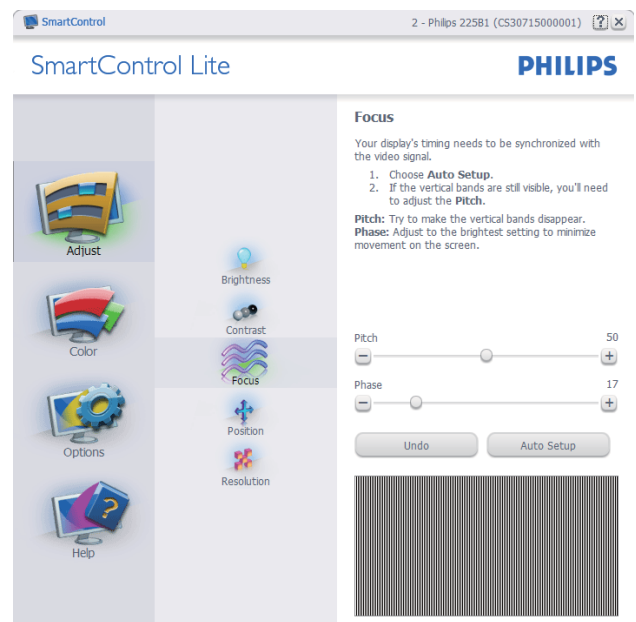 SmartControl
2 - Philips 225B1 (CS30715000001)
SmartControl Lite
PHILIPS
Adjust
Color
Options
Help
Brightness
Contrast
Focus
Position
Resolution
Focus
Your display's timing needs to be synchronized with
the video signal.
1. Choose Auto Setup.
2. If the vertical bands are still visible, you'll need
to adjust the Pitch.
Pitch: Try to make the vertical bands disappear.
Phase: Adjust to the brightest setting to minimize
movement on the screen.
Pitch 50
Phase 17
Undo Auto Setup